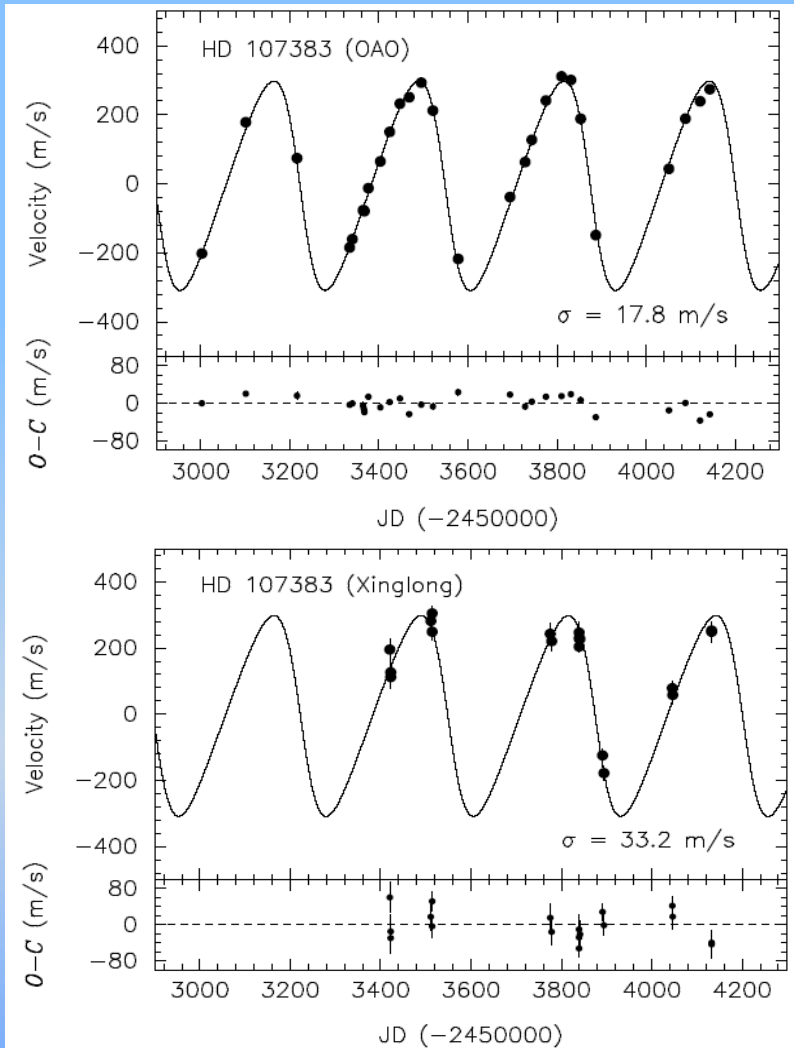 HD 107383 (OAO)
400
200
0
−200
−400
Velocity (m/s)
σ = 17.8 m/s
80
0
−80
O−C (m/s)
3000 3200 3400 3600 3800 4000 4200
JD (−2450000)
HD 107383 (Xinglong)
400
200
0
−200
−400
Velocity (m/s)
σ = 33.2 m/s
80
0
−80
O−C (m/s)
3000 3200 3400 3600 3800 4000 4200
JD (−2450000)